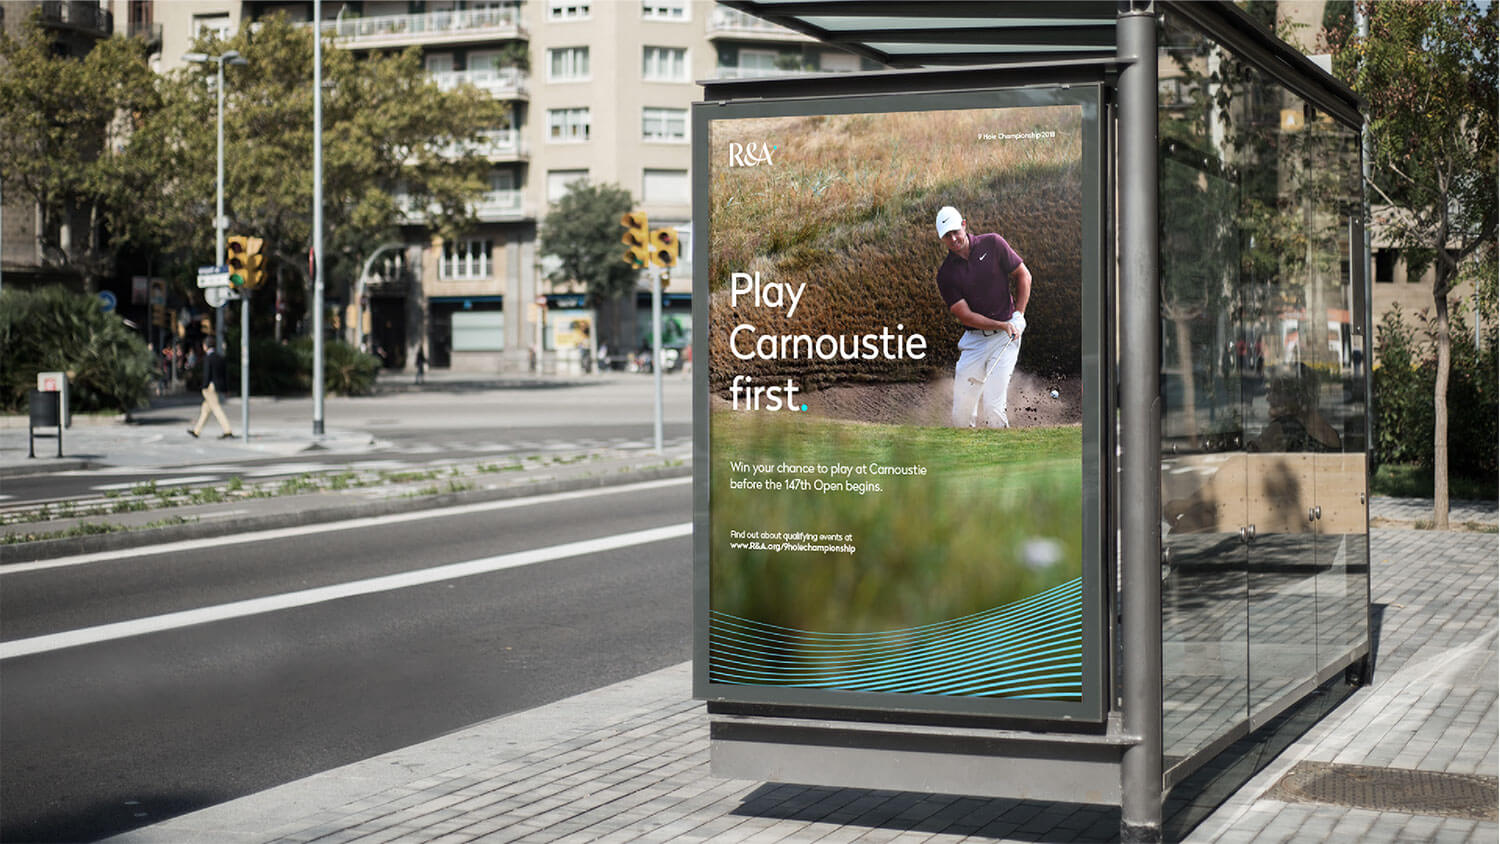 R&A
9 Hole Championship 2018
Play
Carnoustie
first.
Win your chance to play at Carnoustie
before the 147th Open begins.
Find out about qualifying events at
www.R&A.org/9holechampionship